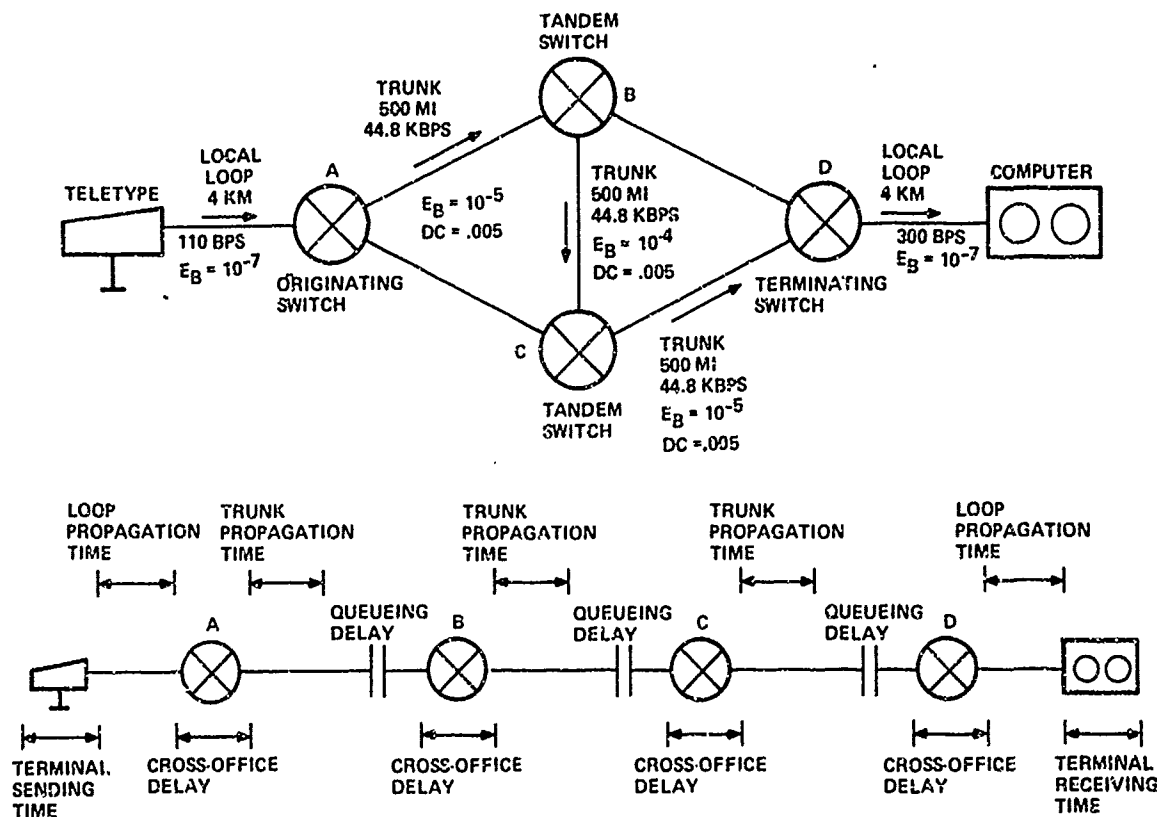 TANDEM
SWITCH
B
TRUNK
500 MI
44.8 KBPS
A
LOCAL
LOOP
4 KM
TELETYPE
110 BPS
E_B = 10^-7
ORIGINATING
SWITCH
E_B = 10^-5
DC = .005
TRUNK
500 MI
44.8 KBPS
E_B = 10^-4
DC = .005
D
LOCAL
LOOP
4 KM
COMPUTER
300 BPS
E_B = 10^-7
TERMINATING
SWITCH
C
TANDEM
SWITCH
TRUNK
500 MI
44.8 KBPS
E_B = 10^-5
DC = .005
LOOP
PROPAGATION
TIME
TRUNK
PROPAGATION
TIME
TRUNK
PROPAGATION
TIME
TRUNK
PROPAGATION
TIME
LOOP
PROPAGATION
TIME
A
QUEUEING
DELAY
B
QUEUEING
DELAY
C
QUEUEING
DELAY
D
TERMINAL
SENDING
TIME
CROSS-OFFICE
DELAY
CROSS-OFFICE
DELAY
CROSS-OFFICE
DELAY
CROSS-OFFICE
DELAY
TERMINAL
RECEIVING
TIME